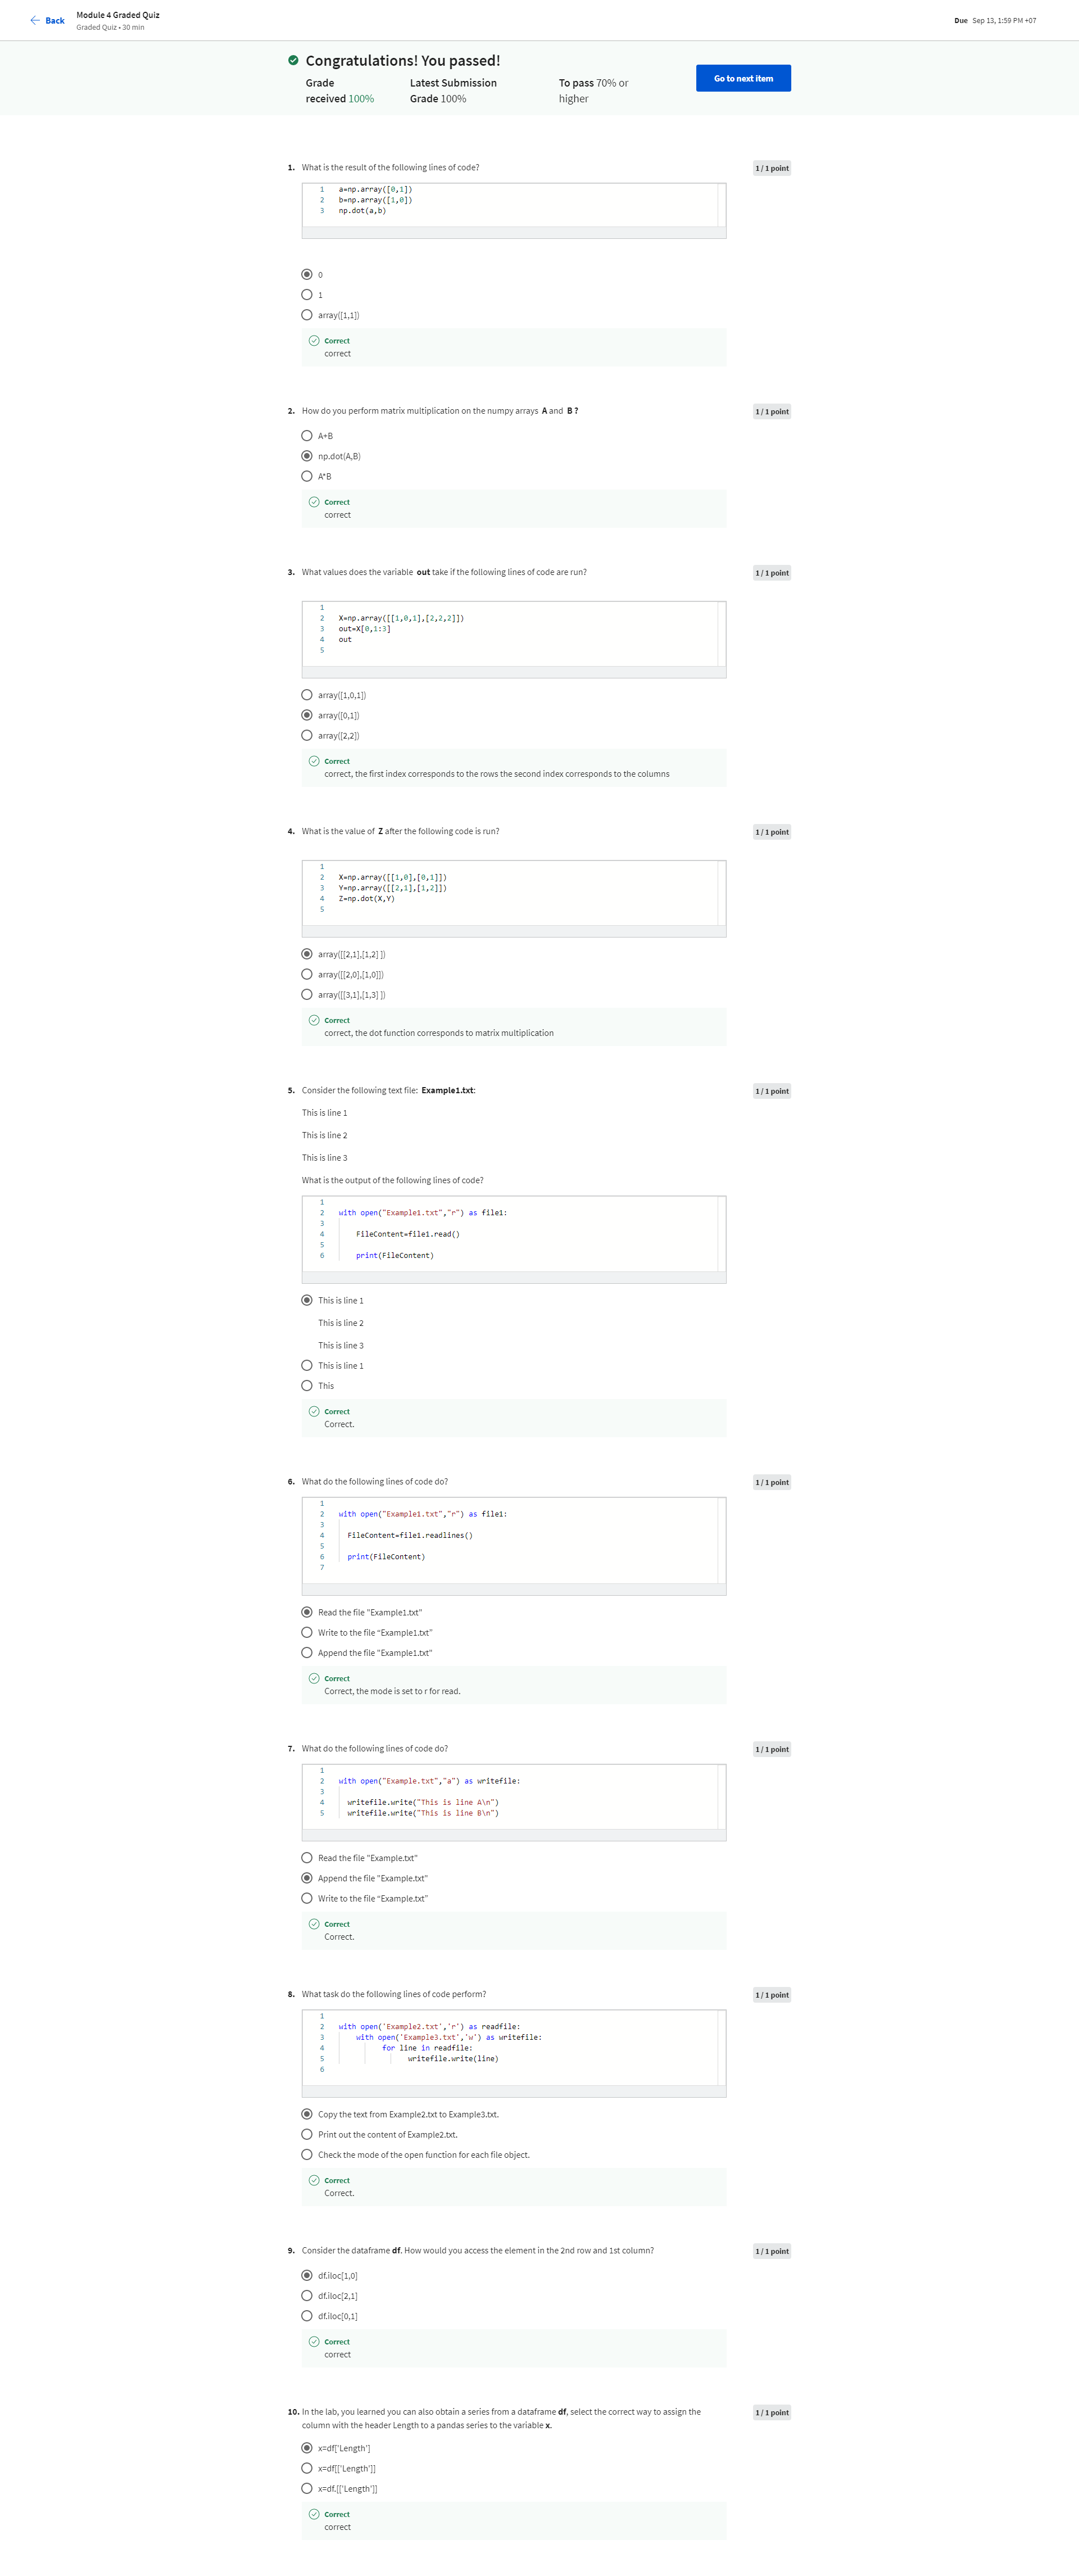 Back
Module 4 Graded Quiz
Graded Quiz • 30 min
Due Sep 13, 1:59 PM +07
Congratulations! You passed!
Grade received 100%
Latest Submission Grade 100%
To pass 70% or higher
Go to next item
1. What is the result of the following lines of code?
1 / 1 point
1 a=np.array([0,1])
2 b=np.array([1,0])
3 np.dot(a,b)
0
1
array([1,1])
Correct
correct
2. How do you perform matrix multiplication on the numpy arrays A and B ?
1 / 1 point
A+B
np.dot(A,B)
A*B
Correct
correct
3. What values does the variable out take if the following lines of code are run?
1 / 1 point
1
2 X=np.array([[1,0,1],[2,2,2]])
3 out=X[0,1:3]
4 out
5
array([1,0,1])
array([0,1])
array([2,2])
Correct
correct, the first index corresponds to the rows the second index corresponds to the columns
4. What is the value of Z after the following code is run?
1 / 1 point
1
2 X=np.array([[1,0],[0,1]])
3 Y=np.array([[2,1],[1,2]])
4 Z=np.dot(X,Y)
5
array([[2,1],[1,2] ])
array([[2,0],[1,0]])
array([[3,1],[1,3] ])
Correct
correct, the dot function corresponds to matrix multiplication
5. Consider the following text file: Example1.txt:
1 / 1 point
This is line 1
This is line 2
This is line 3
What is the output of the following lines of code?
1
2 with open("Example1.txt","r") as file1:
3
4 FileContent=file1.read()
5
6 print(FileContent)
This is line 1
This is line 2
This is line 3
This is line 1
This
Correct
Correct.
6. What do the following lines of code do?
1 / 1 point
1
2 with open("Example1.txt","r") as file1:
3
4 FileContent=file1.readlines()
5
6 print(FileContent)
7
Read the file "Example1.txt"
Write to the file “Example1.txt”
Append the file "Example1.txt"
Correct
Correct, the mode is set to r for read.
7. What do the following lines of code do?
1 / 1 point
1
2 with open("Example.txt","a") as writefile:
3
4 writefile.write("This is line A\n")
5 writefile.write("This is line B\n")
Read the file "Example.txt"
Append the file "Example.txt"
Write to the file “Example.txt”
Correct
Correct.
8. What task do the following lines of code perform?
1 / 1 point
1
2 with open('Example2.txt','r') as readfile:
3 with open('Example3.txt','w') as writefile:
4 for line in readfile:
5 writefile.write(line)
6
Copy the text from Example2.txt to Example3.txt.
Print out the content of Example2.txt.
Check the mode of the open function for each file object.
Correct
Correct.
9. Consider the dataframe df. How would you access the element in the 2nd row and 1st column?
1 / 1 point
df.iloc[1,0]
df.iloc[2,1]
df.iloc[0,1]
Correct
correct
10. In the lab, you learned you can also obtain a series from a dataframe df, select the correct way to assign the
column with the header Length to a pandas series to the variable x.
1 / 1 point
x=df['Length']
x=df[['Length']]
x=df.[['Length']]
Correct
correct